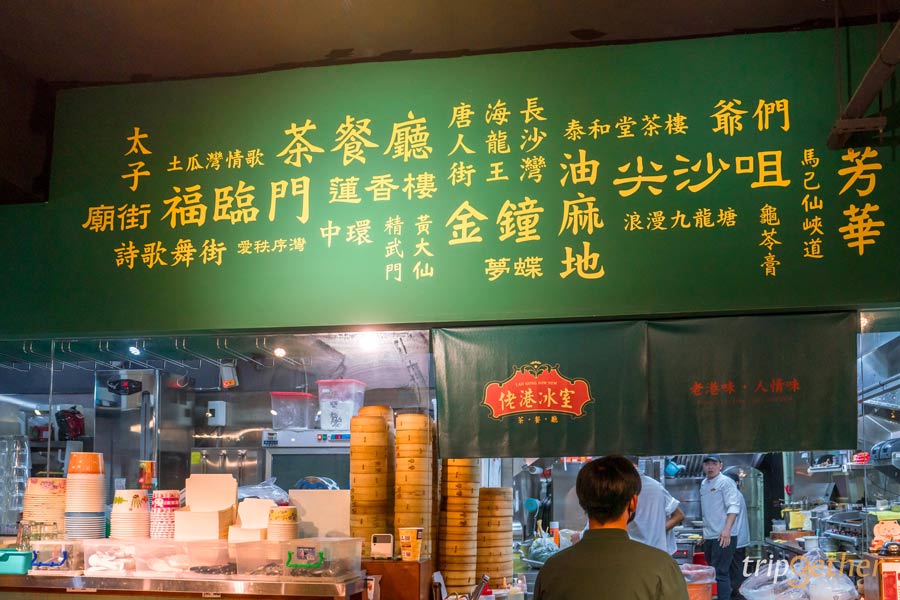 太子
土瓜灣情歌
茶餐廳
唐人街
海龍王
長沙灣
泰和堂茶樓
爺們
廟街
福臨門
蓮香樓
油麻地
尖沙咀
馬己仙峽道
芳華
詩歌舞街
愛秩序灣
中環
精武門
黃大仙
金鐘
夢蝶
浪漫九龍塘
龜苓膏
佬港冰室
茶·餐·廳
老港味·人情味
tripgether